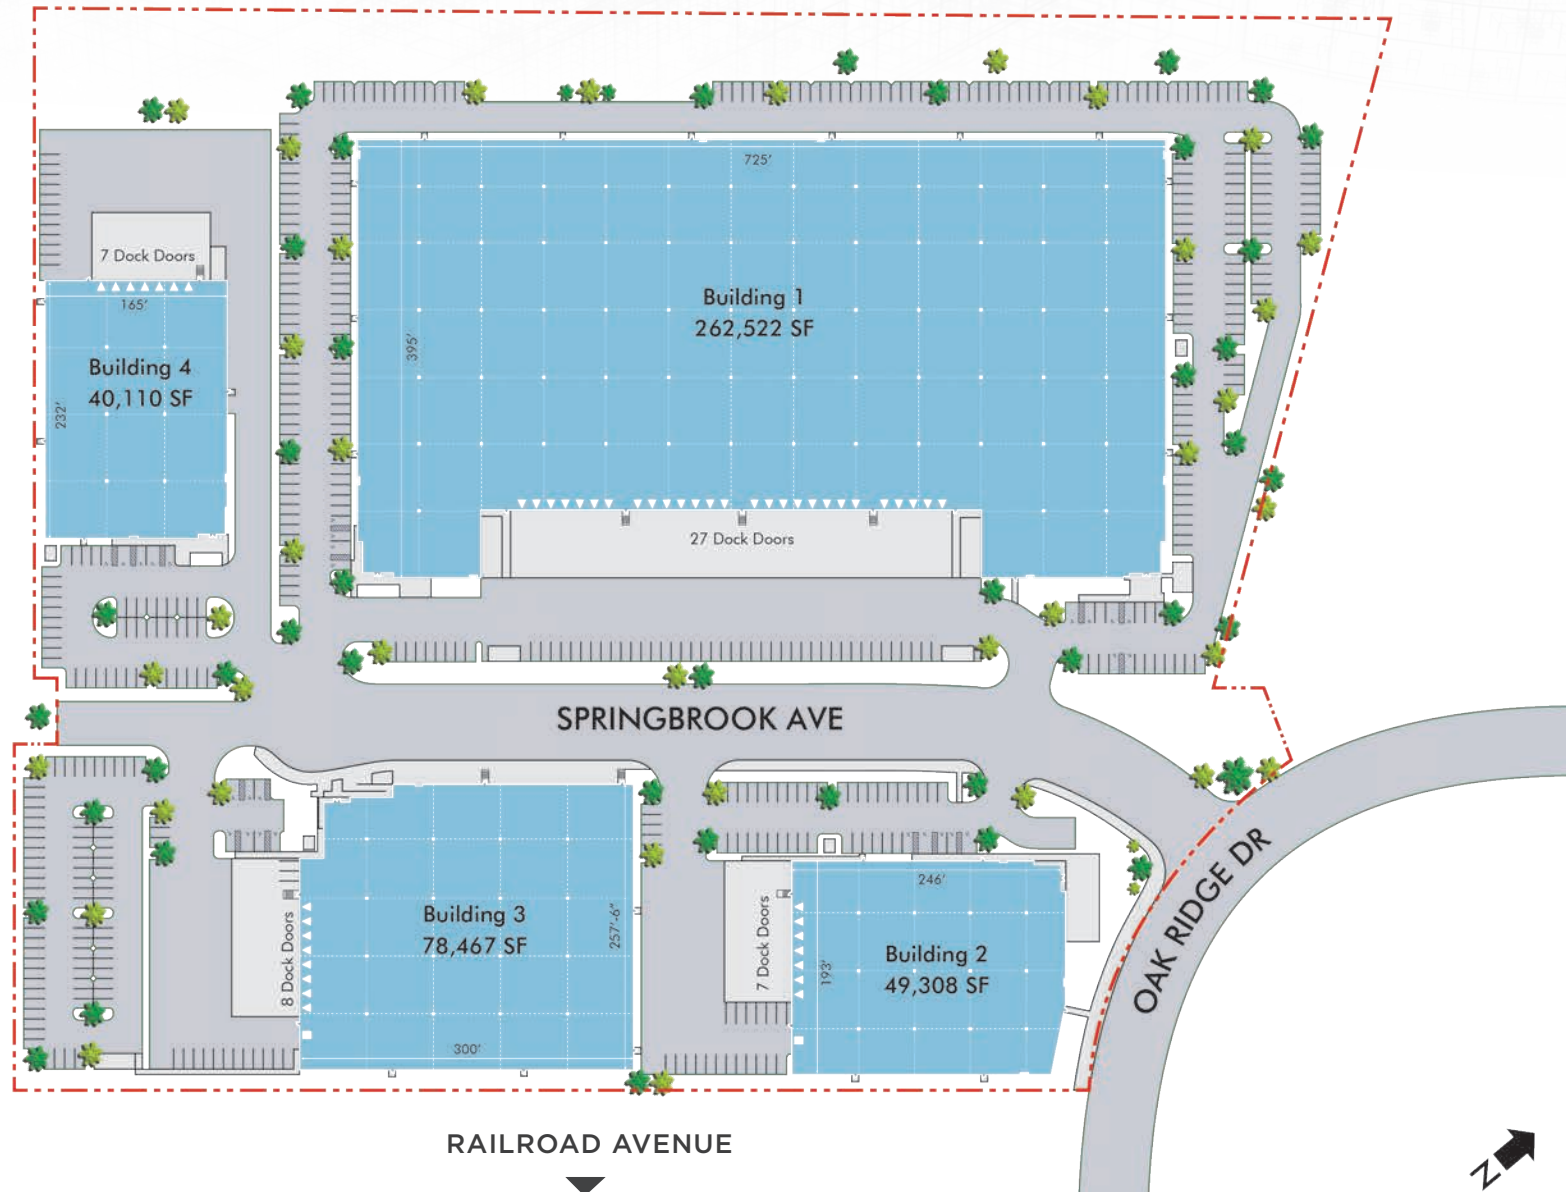 725'
7 Dock Doors
165'
Building 1
262,522 SF
395'
Building 4
40,110 SF
232'
27 Dock Doors
SPRINGBROOK AVE
OAK RIDGE DR
246'
7 Dock Doors
Building 3
78,467 SF
257'-6"
8 Dock Doors
Building 2
49,308 SF
193'
300'
RAILROAD AVENUE
N